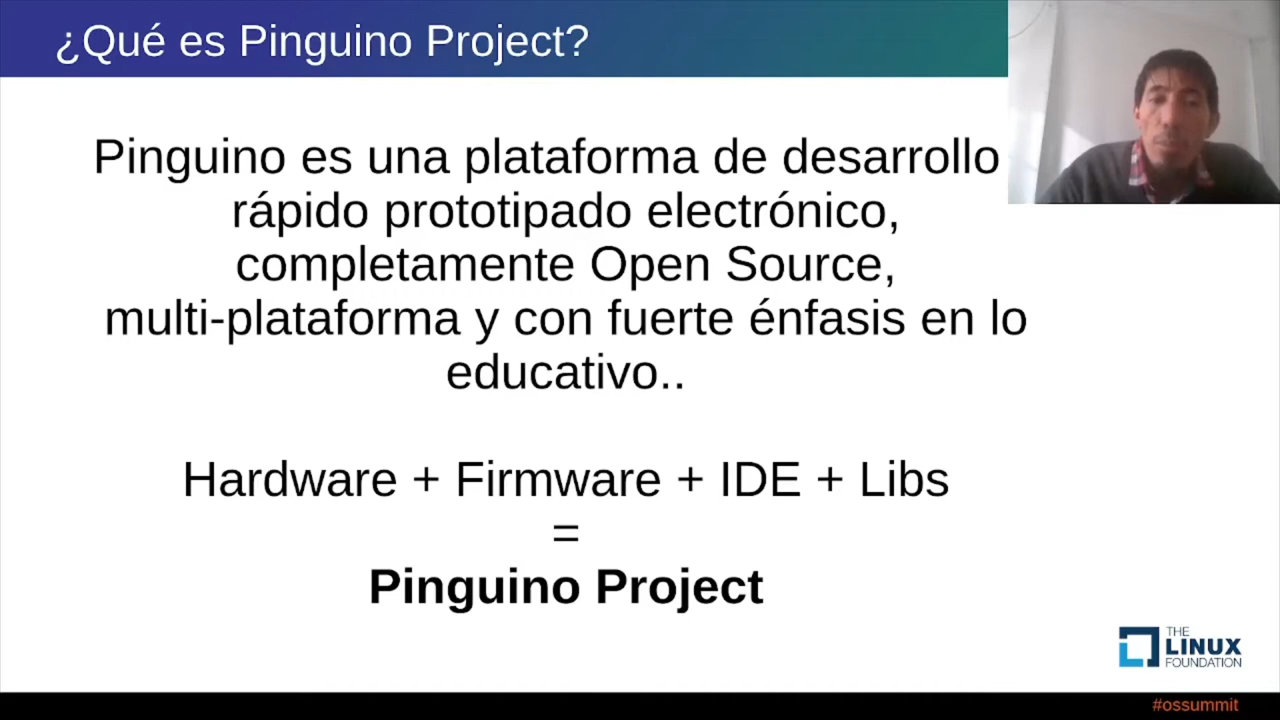 ¿Qué es Pinguino Project?
Pinguino es una plataforma de desarrollo
rápido prototipado electrónico,
completamente Open Source,
multi-plataforma y con fuerte énfasis en lo
educativo..
Hardware + Firmware + IDE + Libs
=
Pinguino Project
THE
LINUX
FOUNDATION
#ossummit